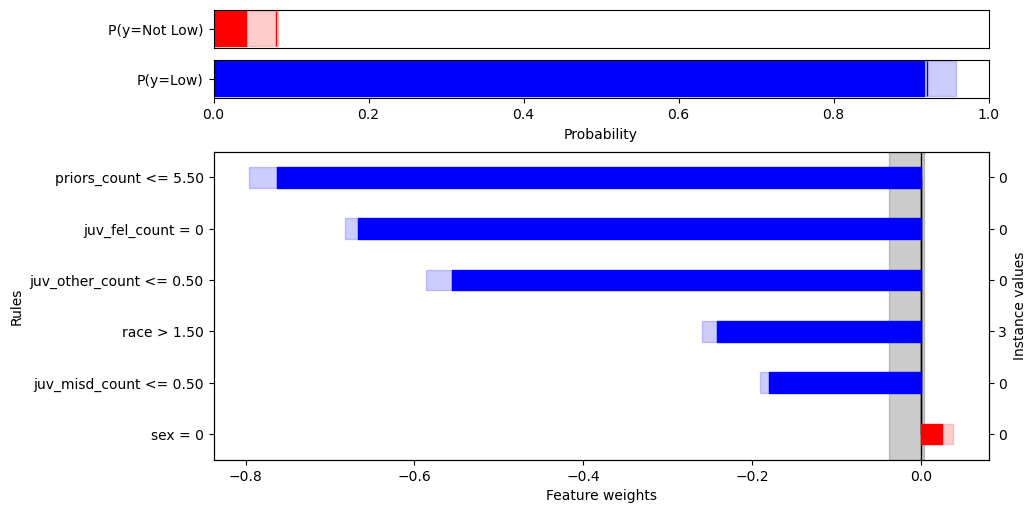 P(y=Not Low)
P(y=Low)
0.0 0.2 0.4 0.6 0.8 1.0
Probability
priors_count <= 5.50 0
juv_fel_count = 0 0
juv_other_count <= 0.50 0
race > 1.50 3
juv_misd_count <= 0.50 0
sex = 0 0
Rules
Instance values
−0.8 −0.6 −0.4 −0.2 0.0
Feature weights